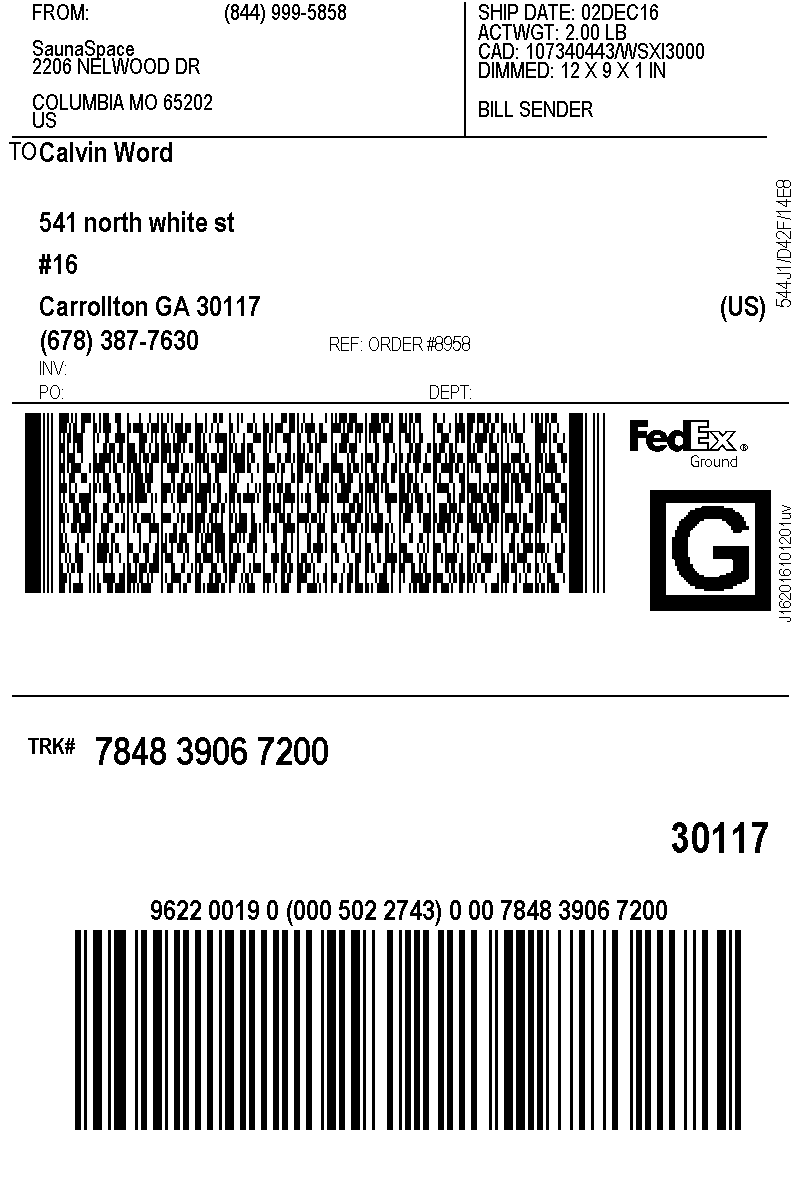 FROM: (844) 999-5858
SaunaSpace
2206 NELWOOD DR
COLUMBIA MO 65202
US
SHIP DATE: 02DEC16
ACTWGT: 2.00 LB
CAD: 107340443/WSXI3000
DIMMED: 12 X 9 X 1 IN
BILL SENDER
TO Calvin Word
541 north white st
#16
Carrollton GA 30117 (US)
(678) 387-7630 REF: ORDER #8958
INV:
PO: DEPT:
544J1/D42F/14E8
FedEx®
Ground
G
J162016101201uv
TRK# 7848 3906 7200
30117
9622 0019 0 (000 502 2743) 0 00 7848 3906 7200